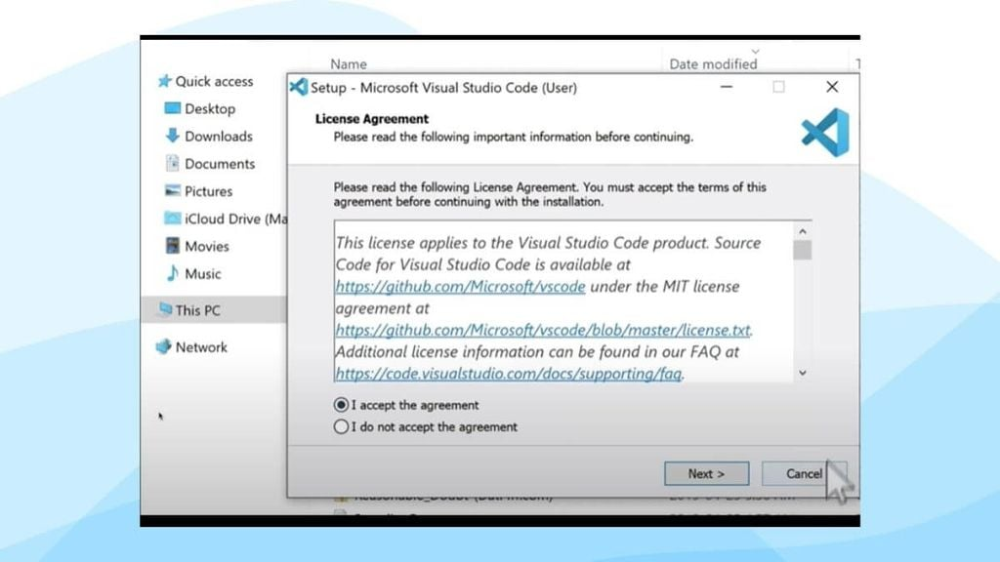 Name
Date modified
Quick access
Desktop
Downloads
Documents
Pictures
iCloud Drive (Ma
Movies
Music
This PC
Network
Setup - Microsoft Visual Studio Code (User)
License Agreement
Please read the following important information before continuing.
Please read the following License Agreement. You must accept the terms of this
agreement before continuing with the installation.
This license applies to the Visual Studio Code product. Source
Code for Visual Studio Code is available at
https://github.com/Microsoft/vscode under the MIT license
agreement at
https://github.com/Microsoft/vscode/blob/master/license.txt.
Additional license information can be found in our FAQ at
https://code.visualstudio.com/docs/supporting/faq.
I accept the agreement
I do not accept the agreement
Next >
Cancel